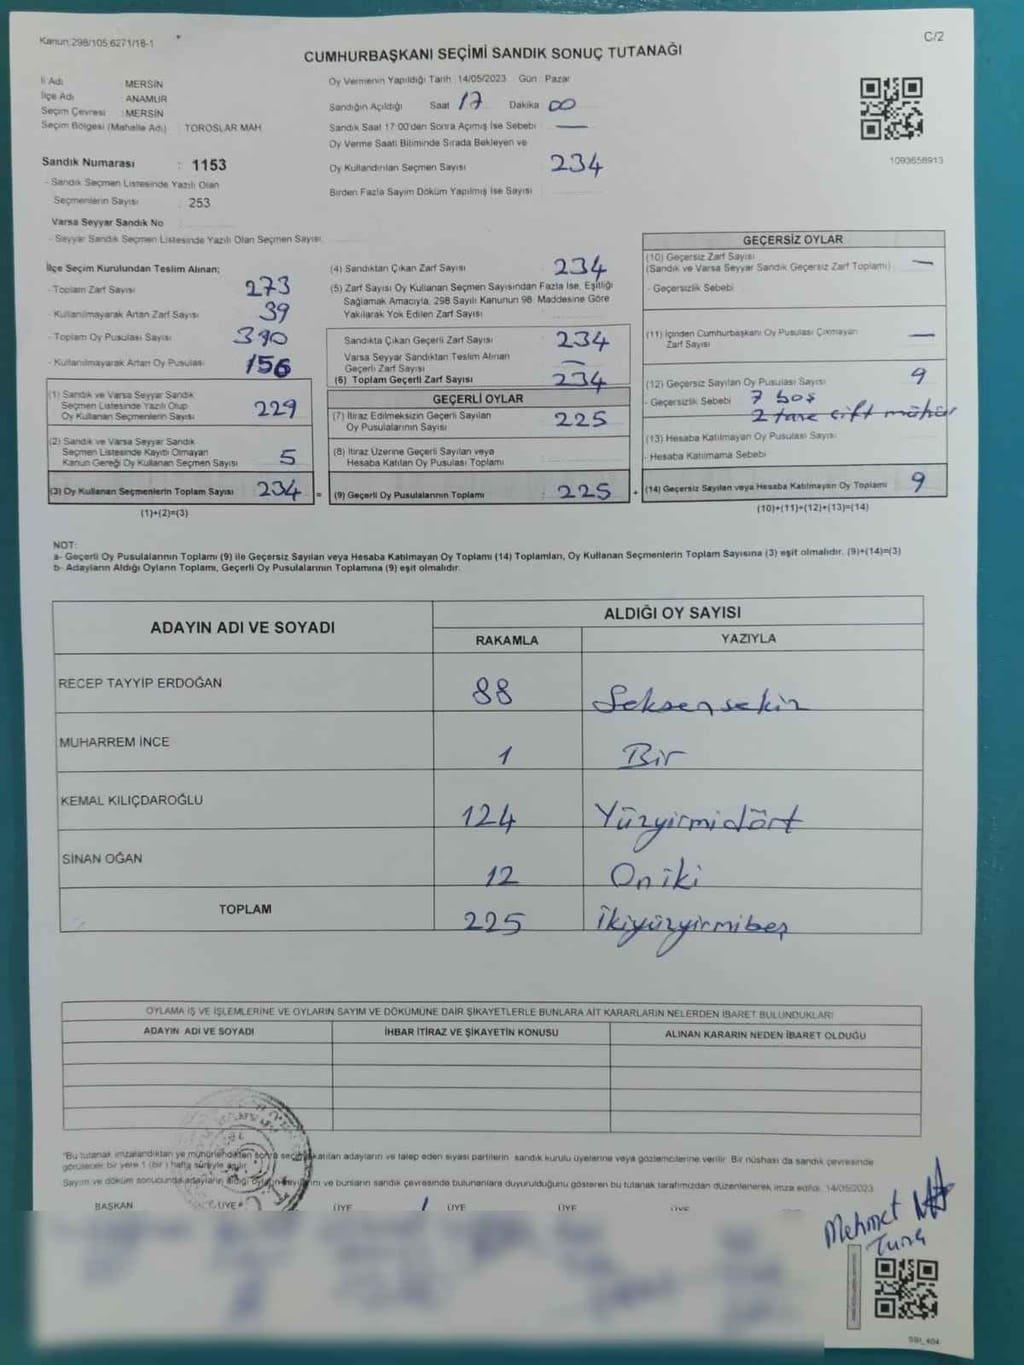 Kanun:298/105;6271/18-1
C/2
CUMHURBAŞKANI SEÇİMİ SANDIK SONUÇ TUTANAĞI
İl Adı : MERSİN
İlçe Adı : ANAMUR
Seçim Çevresi : MERSİN
Seçim Bölgesi (Mahalle Adı) : TOROSLAR MAH
Oy Vermenin Yapıldığı Tarih 14/05/2023 Gün : Pazar
Sandığın Açıldığı Saat 17 Dakika 00
Sandık Saat 17:00'den Sonra Açılmış İse Sebebi —
Oy Verme Saati Bitiminde Sırada Bekleyen ve
Oy Kullandırılan Seçmen Sayısı 234
Birden Fazla Sayım Döküm Yapılmış İse Sayısı
1093658913
Sandık Numarası : 1153
- Sandık Seçmen Listesinde Yazılı Olan
Seçmenlerin Sayısı : 253
Varsa Seyyar Sandık No
- Seyyar Sandık Seçmen Listesinde Yazılı Olan Seçmen Sayısı:
İlçe Seçim Kurulundan Teslim Alınan;
- Toplam Zarf Sayısı 273
- Kullanılmayarak Artan Zarf Sayısı 39
- Toplam Oy Pusulası Sayısı 390
- Kullanılmayarak Artan Oy Pusulası 156
(1) Sandık ve Varsa Seyyar Sandık
Seçmen Listesinde Yazılı Olup
Oy Kullanan Seçmenlerin Sayısı 229
(2) Sandık ve Varsa Seyyar Sandık
Seçmen Listesinde Kayıtlı Olmayan
Kanun Gereği Oy Kullanan Seçmen Sayısı 5
(3) Oy Kullanan Seçmenlerin Toplam Sayısı 234 =
(1)+(2)=(3)
(4) Sandıktan Çıkan Zarf Sayısı 234
(5) Zarf Sayısı Oy Kullanan Seçmen Sayısından Fazla İse, Eşitliği
Sağlamak Amacıyla, 298 Sayılı Kanunun 98. Maddesine Göre
Yakılarak Yok Edilen Zarf Sayısı
Sandıkta Çıkan Geçerli Zarf Sayısı 234
Varsa Seyyar Sandıktan Teslim Alınan
Geçerli Zarf Sayısı —
(6) Toplam Geçerli Zarf Sayısı 234
GEÇERLİ OYLAR
(7) İtiraz Edilmeksizin Geçerli Sayılan
Oy Pusulalarının Sayısı 225
(8) İtiraz Üzerine Geçerli Sayılan veya
Hesaba Katılan Oy Pusulası Toplamı
(9) Geçerli Oy Pusulalarının Toplamı : 225 +
GEÇERSİZ OYLAR
(10) Geçersiz Zarf Sayısı
(Sandık ve Varsa Seyyar Sandık Geçersiz Zarf Toplamı) —
- Geçersizlik Sebebi
(11) İçinden Cumhurbaşkanı Oy Pusulası Çıkmayan
Zarf Sayısı —
(12) Geçersiz Sayılan Oy Pusulası Sayısı 9
- Geçersizlik Sebebi 7 boş
2 tane çift mühür
(13) Hesaba Katılmayan Oy Pusulası Sayısı
- Hesaba Katılmama Sebebi
(14) Geçersiz Sayılan veya Hesaba Katılmayan Oy Toplamı 9
(10)+(11)+(12)+(13)=(14)
NOT:
a- Geçerli Oy Pusulalarının Toplamı (9) ile Geçersiz Sayılan veya Hesaba Katılmayan Oy Toplamı (14) Toplamları, Oy Kullanan Seçmenlerin Toplam Sayısına (3) eşit olmalıdır. (9)+(14)=(3)
b- Adayların Aldığı Oyların Toplamı, Geçerli Oy Pusulalarının Toplamına (9) eşit olmalıdır.
ADAYIN ADI VE SOYADI
ALDIĞI OY SAYISI
RAKAMLA YAZIYLA
RECEP TAYYİP ERDOĞAN 88 Seksensekiz
MUHARREM İNCE 1 Bir
KEMAL KILIÇDAROĞLU 124 Yüzyirmidört
SİNAN OĞAN 12 Oniki
TOPLAM 225 İkiyüzyirmibeş
OYLAMA İŞ VE İŞLEMLERİNE VE OYLARIN SAYIM VE DÖKÜMÜNE DAİR ŞİKAYETLERLE BUNLARA AİT KARARLARIN NELERDEN İBARET BULUNDUKLARI
ADAYIN ADI VE SOYADI İHBAR İTİRAZ VE ŞİKAYETİN KONUSU ALINAN KARARIN NEDEN İBARET OLDUĞU
"Bu tutanak imzalandıktan ve mühürlendikten sonra seçime katılan adayların ve talep eden siyasi partilerin sandık kurulu üyelerine veya gözlemcilerine verilir. Bir nüshası da sandık çevresinde
görülecek bir yere 1 (bir) hafta süreyle asılır.
Sayım ve döküm sonucunda adayların aldığı oyların sayılarını ve bunların sandık çevresinde bulunanlara duyurulduğunu gösteren bu tutanak tarafımızdan düzenlenerek imza edildi. 14/05/2023
BAŞKAN ÜYE ÜYE ÜYE ÜYE ÜYE
Mehmet
Tuna
SSI_404